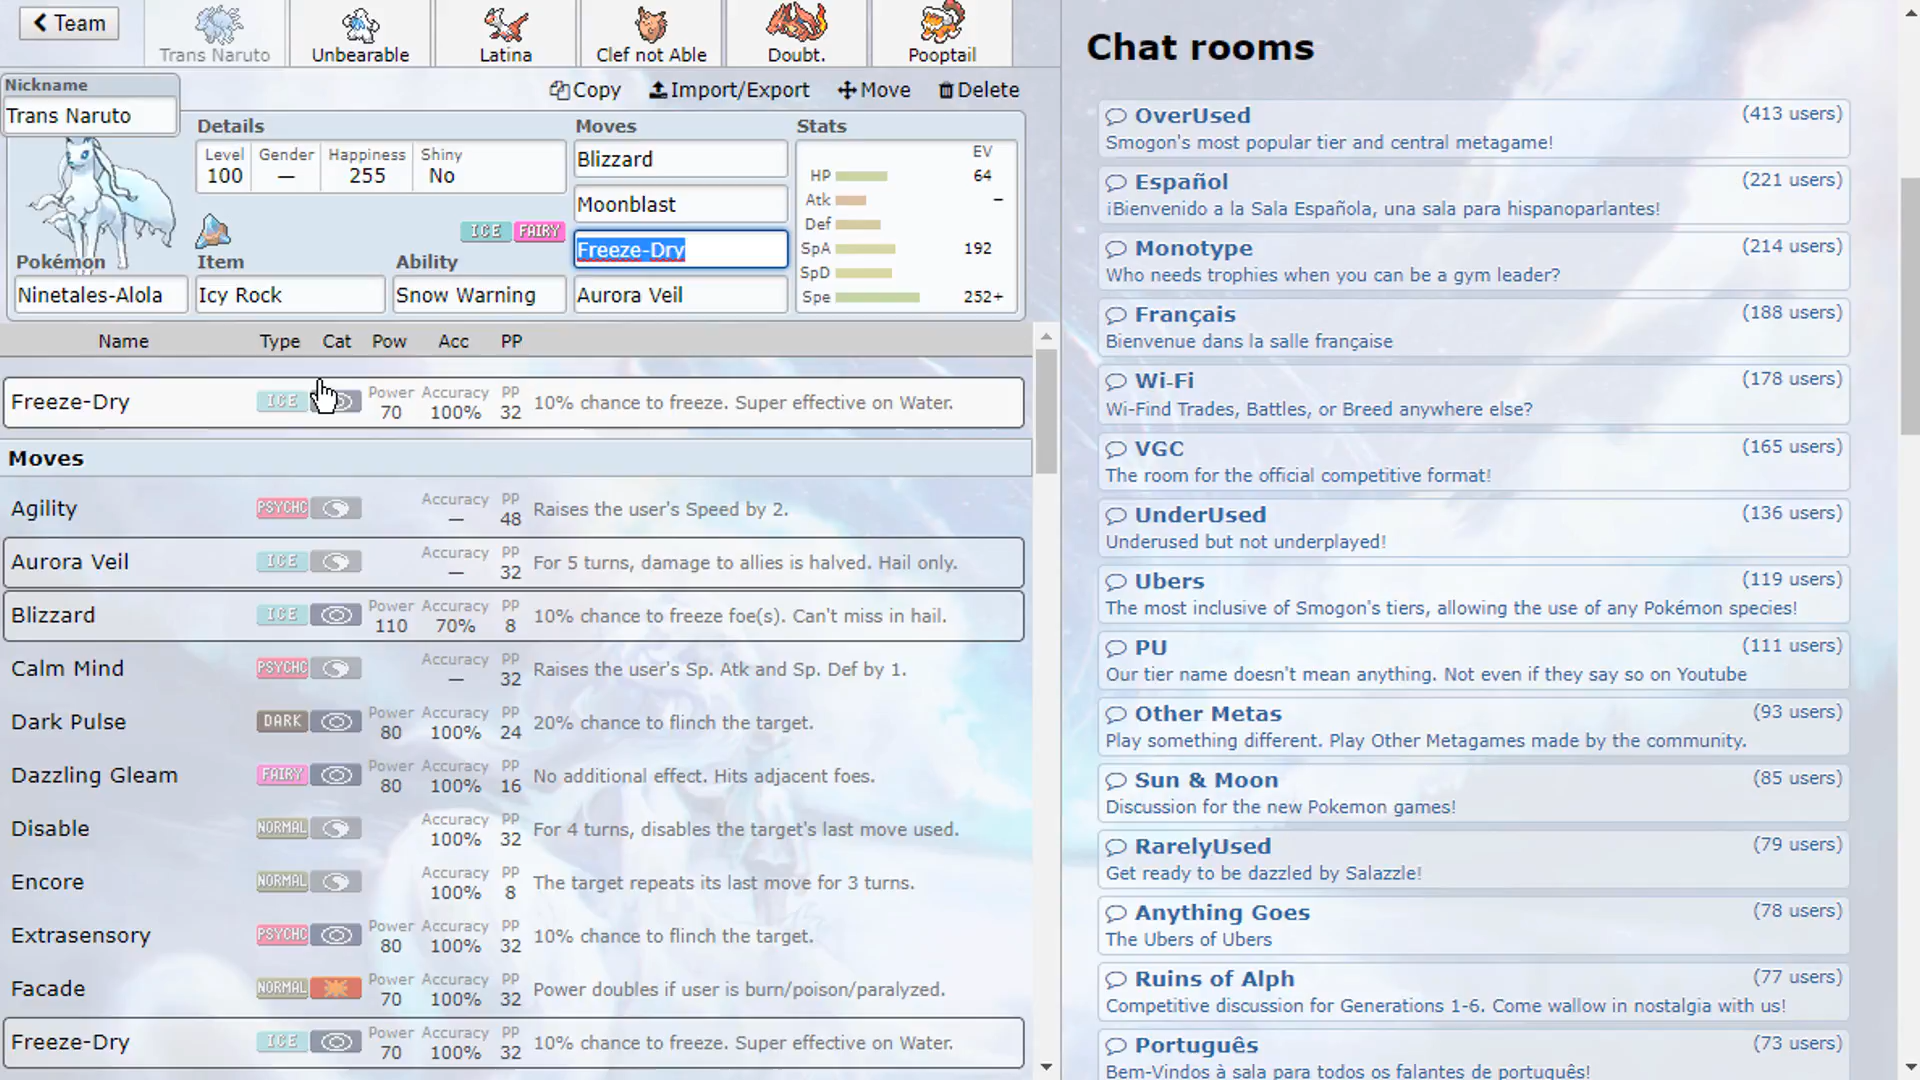 Team
Trans Naruto
Unbearable
Latina
Clef not Able
Doubt.
Pooptail
Nickname
Trans Naruto
Copy
Import/Export
Move
Delete
Details
Level
100
Gender
—
Happiness
255
Shiny
No
ICE FAIRY
Pokémon
Ninetales-Alola
Item
Icy Rock
Ability
Snow Warning
Moves
Blizzard
Moonblast
Freeze-Dry
Aurora Veil
Stats
EV
HP 64
Atk –
Def
SpA 192
SpD
Spe 252+
Name Type Cat Pow Acc PP
Freeze-Dry ICE Power 70 Accuracy 100% PP 32 10% chance to freeze. Super effective on Water.
Moves
Agility PSYCHC Accuracy — PP 48 Raises the user's Speed by 2.
Aurora Veil ICE Accuracy — PP 32 For 5 turns, damage to allies is halved. Hail only.
Blizzard ICE Power 110 Accuracy 70% PP 8 10% chance to freeze foe(s). Can't miss in hail.
Calm Mind PSYCHC Accuracy — PP 32 Raises the user's Sp. Atk and Sp. Def by 1.
Dark Pulse DARK Power 80 Accuracy 100% PP 24 20% chance to flinch the target.
Dazzling Gleam FAIRY Power 80 Accuracy 100% PP 16 No additional effect. Hits adjacent foes.
Disable NORMAL Accuracy 100% PP 32 For 4 turns, disables the target's last move used.
Encore NORMAL Accuracy 100% PP 8 The target repeats its last move for 3 turns.
Extrasensory PSYCHC Power 80 Accuracy 100% PP 32 10% chance to flinch the target.
Facade NORMAL Power 70 Accuracy 100% PP 32 Power doubles if user is burn/poison/paralyzed.
Freeze-Dry ICE Power 70 Accuracy 100% PP 32 10% chance to freeze. Super effective on Water.
Chat rooms
OverUsed (413 users)
Smogon's most popular tier and central metagame!
Español (221 users)
¡Bienvenido a la Sala Española, una sala para hispanoparlantes!
Monotype (214 users)
Who needs trophies when you can be a gym leader?
Français (188 users)
Bienvenue dans la salle française
Wi-Fi (178 users)
Wi-Find Trades, Battles, or Breed anywhere else?
VGC (165 users)
The room for the official competitive format!
UnderUsed (136 users)
Underused but not underplayed!
Ubers (119 users)
The most inclusive of Smogon's tiers, allowing the use of any Pokémon species!
PU (111 users)
Our tier name doesn't mean anything. Not even if they say so on Youtube
Other Metas (93 users)
Play something different. Play Other Metagames made by the community.
Sun & Moon (85 users)
Discussion for the new Pokemon games!
RarelyUsed (79 users)
Get ready to be dazzled by Salazzle!
Anything Goes (78 users)
The Ubers of Ubers
Ruins of Alph (77 users)
Competitive discussion for Generations 1-6. Come wallow in nostalgia with us!
Português (73 users)
Bem-Vindos à sala para todos os falantes de português!